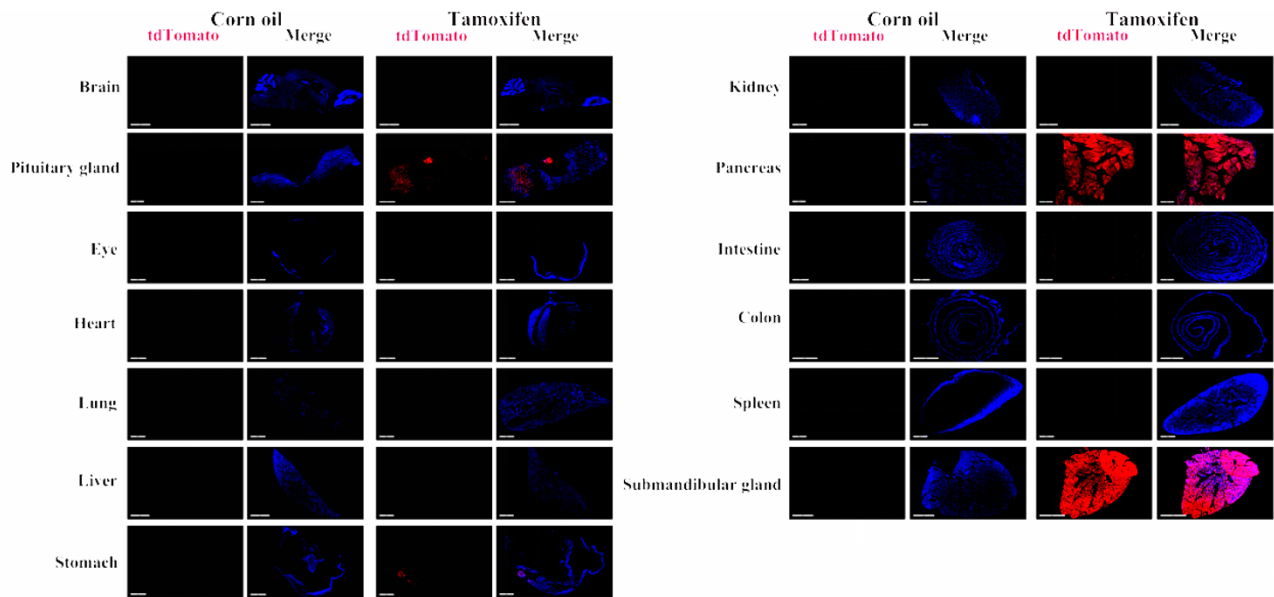 Corn oil Tamoxifen
tdTomato Merge tdTomato Merge
Brain
Pituitary gland
Eye
Heart
Lung
Liver
Stomach
Corn oil Tamoxifen
tdTomato Merge tdTomato Merge
Kidney
Pancreas
Intestine
Colon
Spleen
Submandibular gland